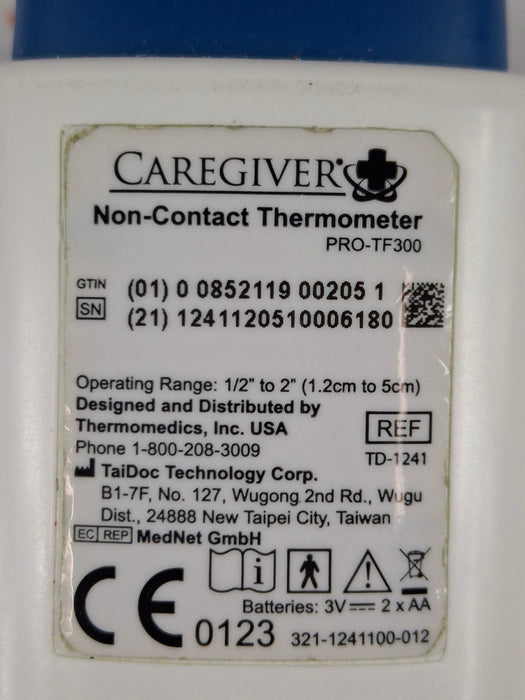 CAREGIVER®
Non-Contact Thermometer
PRO-TF300
GTIN (01) 0 0852119 00205 1
SN (21) 1241120510006180
Operating Range: 1/2" to 2" (1.2cm to 5cm)
Designed and Distributed by
Thermomedics, Inc. USA
REF
Phone 1-800-208-3009
TD-1241
TaiDoc Technology Corp.
B1-7F, No. 127, Wugong 2nd Rd., Wugu
Dist., 24888 New Taipei City, Taiwan
EC REP MedNet GmbH
Batteries: 3V 2 x AA
CE 0123 321-1241100-012